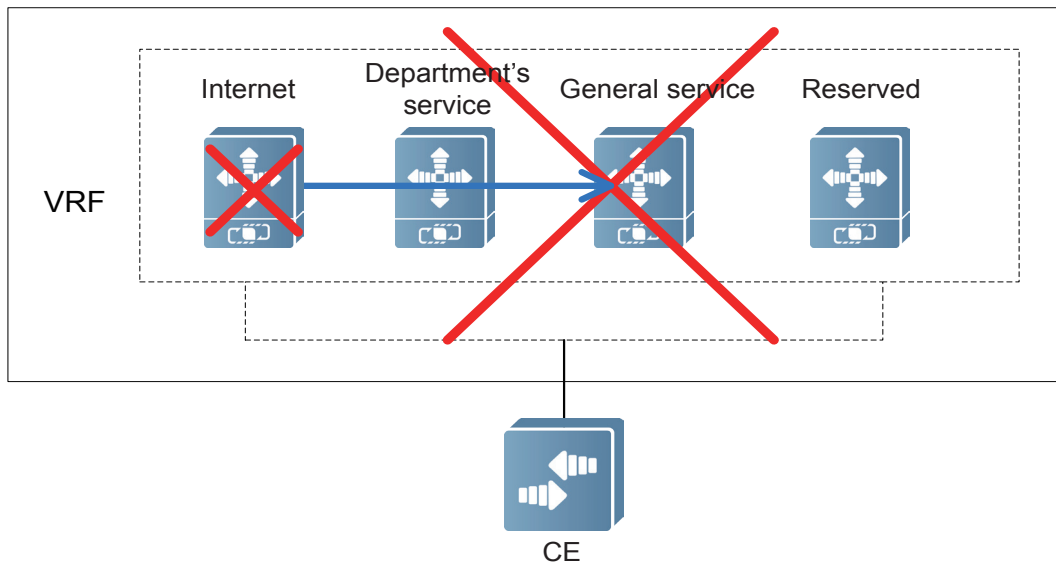 Internet
Department's
service
General service
Reserved
VRF
CE